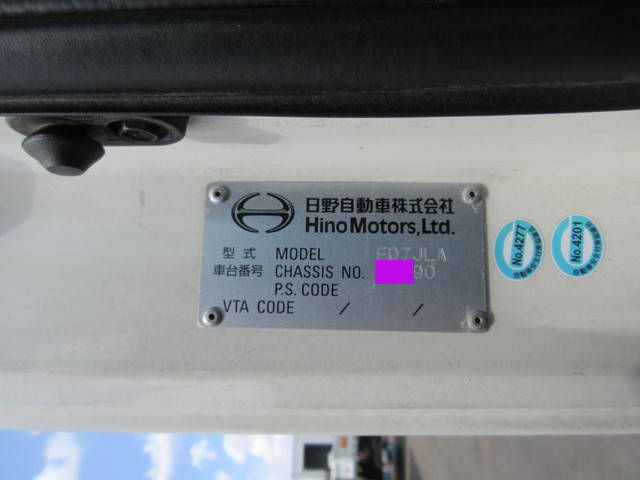 日野自動車株式会社
Hino Motors, Ltd.
型式 MODEL FD7JLA
車台番号 CHASSIS NO. 90
P.S. CODE
VTA CODE / /
No.4277
No.4201